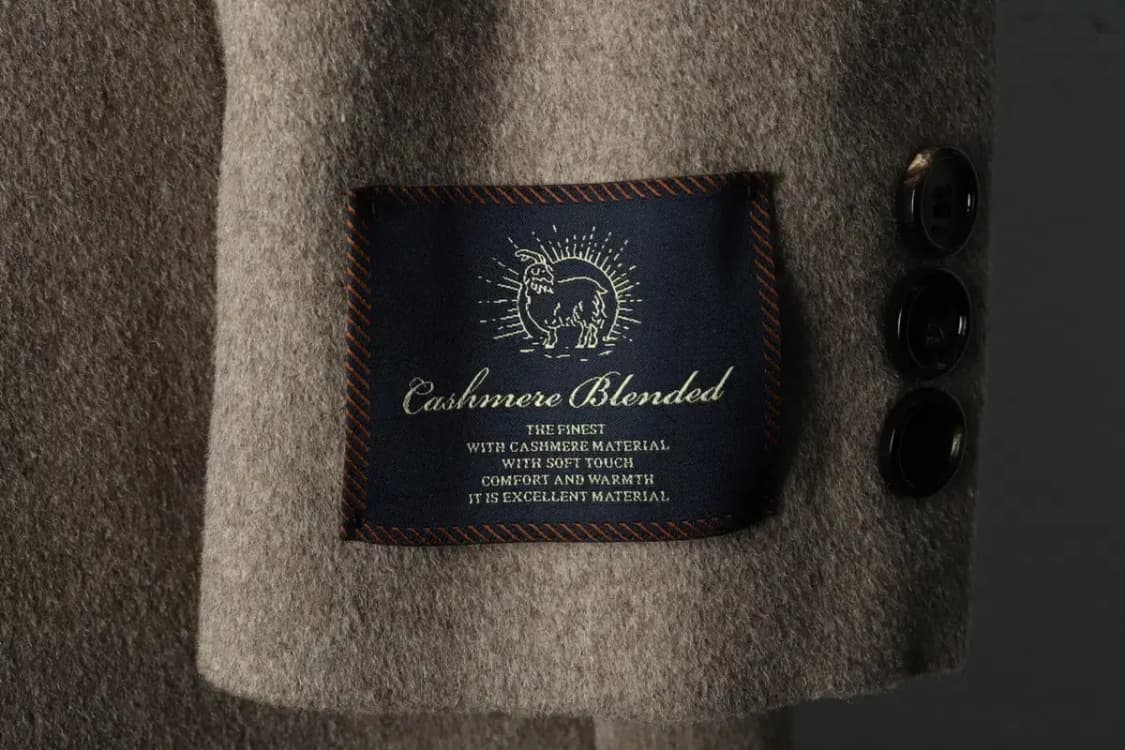 Cashmere Blended
THE FINEST
WITH CASHMERE MATERIAL
WITH SOFT TOUCH
COMFORT AND WARMTH
IT IS EXCELLENT MATERIAL